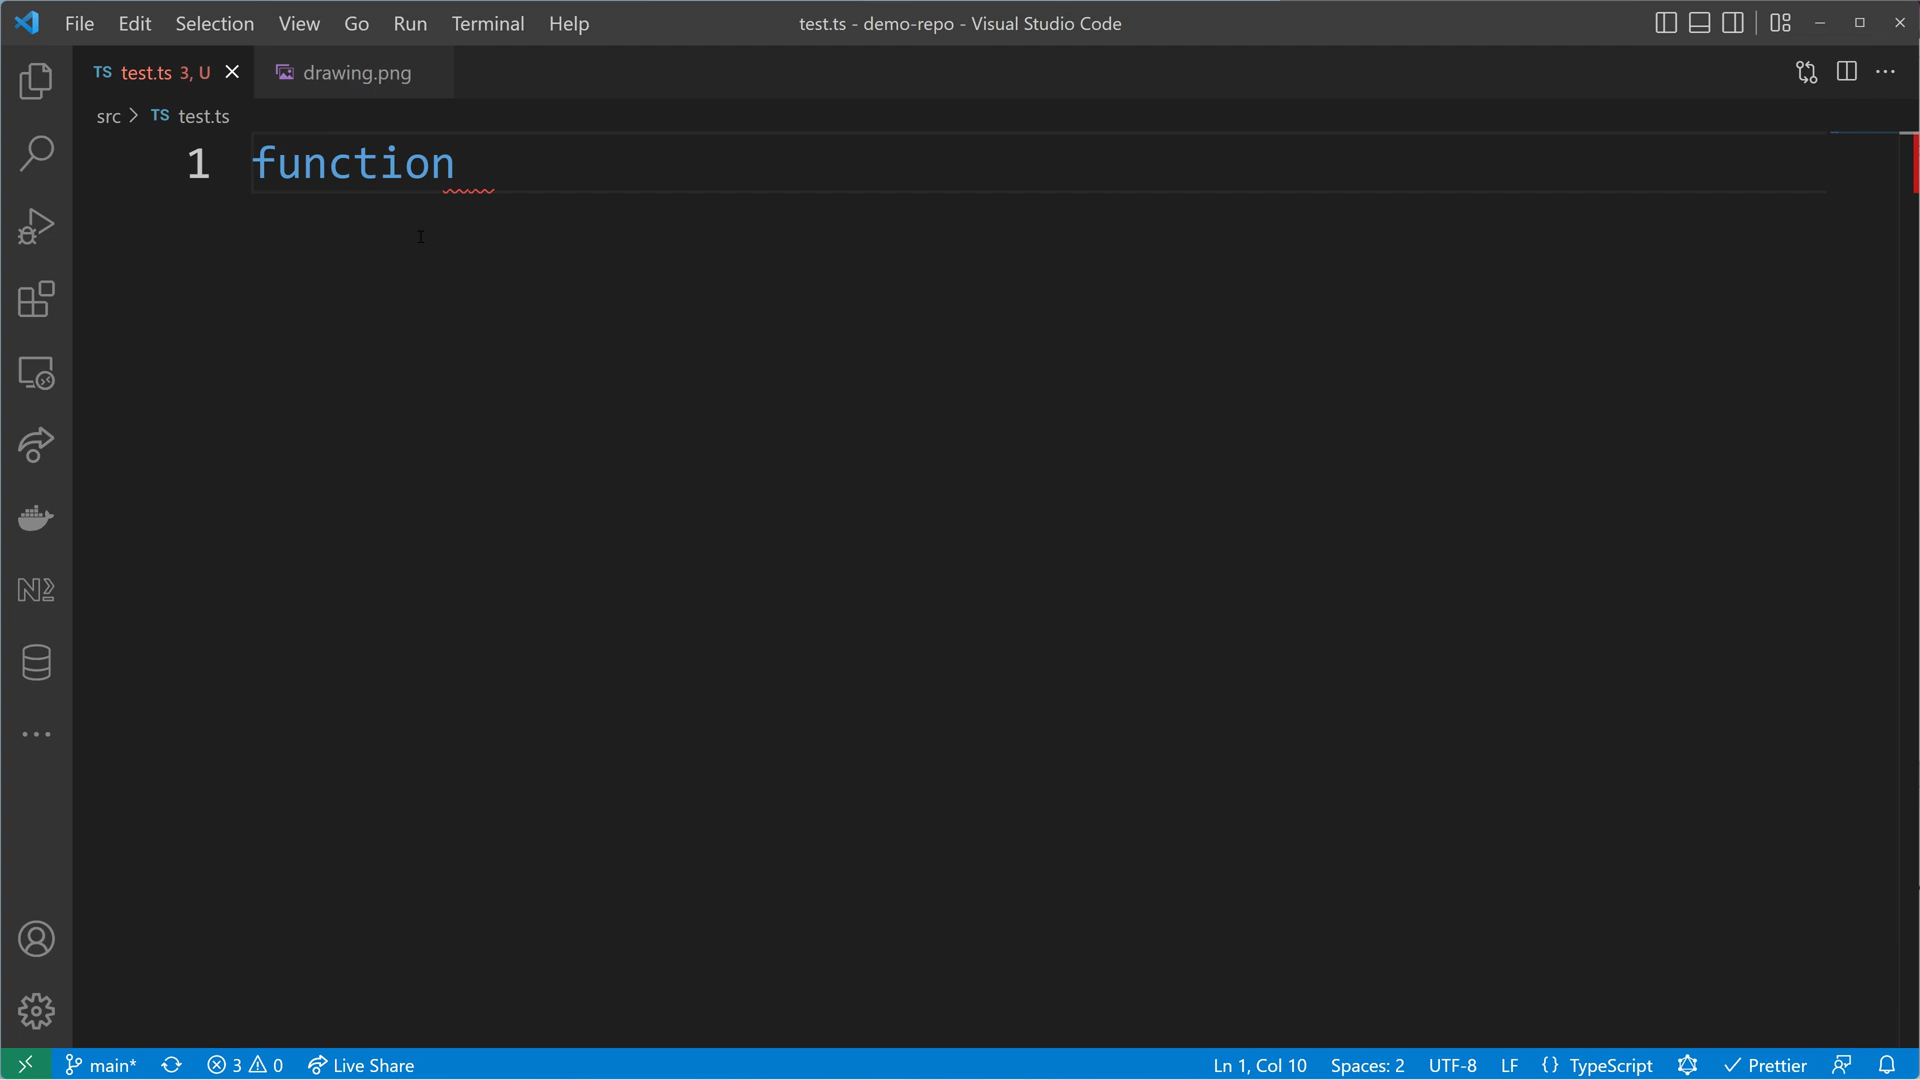 File Edit Selection View Go Run Terminal Help test.ts - demo-repo - Visual Studio Code
TS test.ts 3, U drawing.png
src > TS test.ts
1 function
main* 3 0 Live Share Ln 1, Col 10 Spaces: 2 UTF-8 LF {} TypeScript Prettier